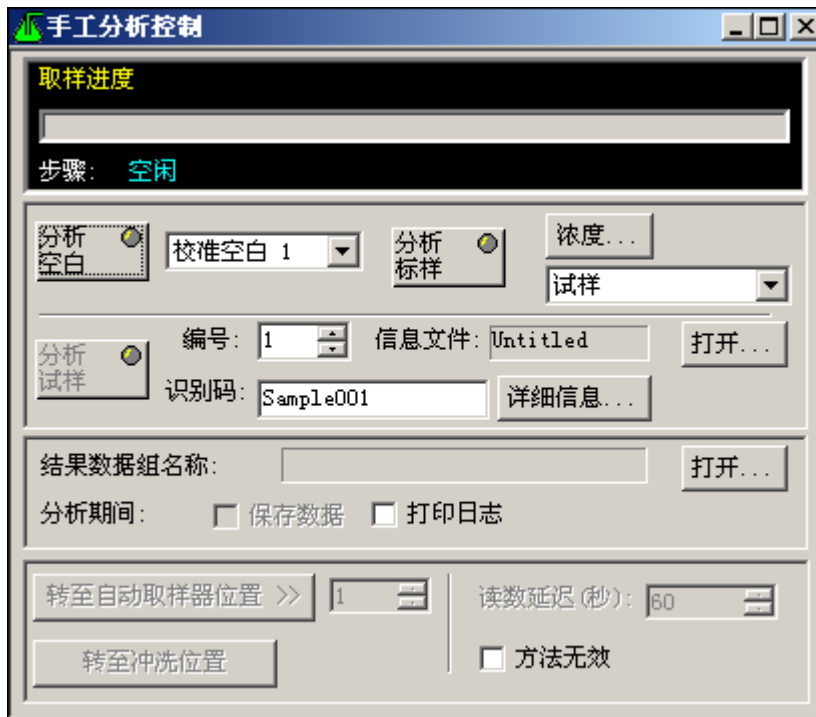 手工分析控制
取样进度
步骤: 空闲
分析空白 校准空白 1 分析标样 浓度...
试样
分析试样 编号: 1 信息文件: Untitled 打开...
识别码: Sample001 详细信息...
结果数据组名称: 打开...
分析期间: 保存数据 打印日志
转至自动取样器位置 >> 1 读数延迟(秒): 60
转至冲洗位置 方法无效